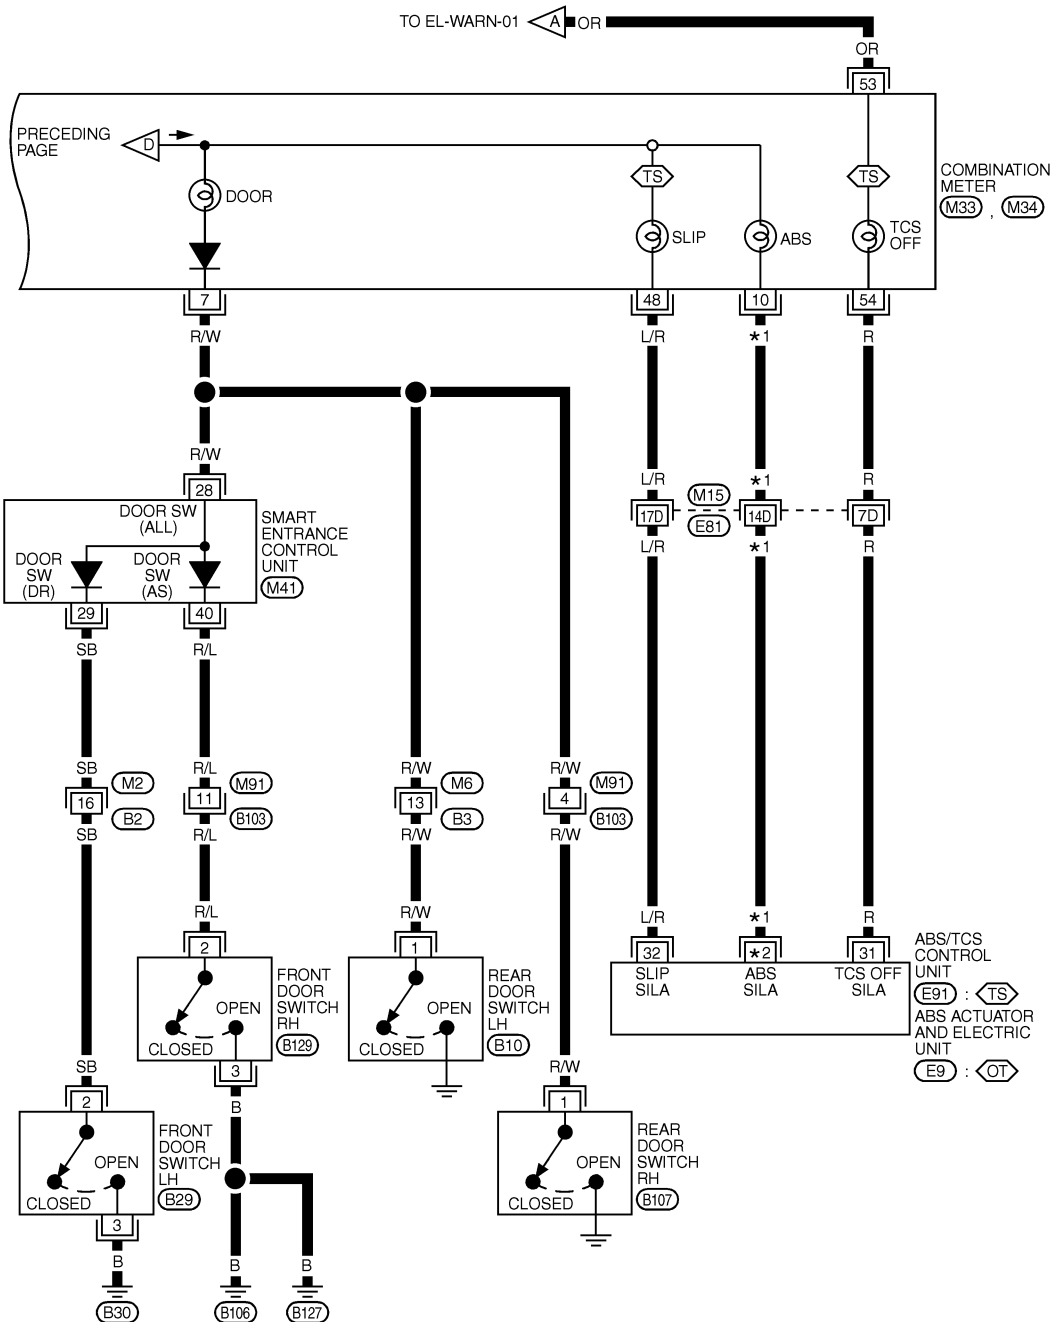 TO EL-WARN-01 A OR
OR
53
PRECEDING
PAGE
D
DOOR
TS
SLIP
ABS
TS
TCS
OFF
COMBINATION
METER
M33 , M34
7
48
10
54
R/W
L/R
*1
R
R/W
28
DOOR SW
(ALL)
DOOR
SW
(DR)
DOOR
SW
(AS)
SMART
ENTRANCE
CONTROL
UNIT
M41
L/R
*1
R
17D
M15
E81
14D
7D
L/R
*1
R
29
40
SB
R/L
SB
R/L
R/W
R/W
16
M2
B2
11
M91
B103
13
M6
B3
4
M91
B103
SB
R/L
R/W
R/W
R/L
R/W
L/R
*1
R
2
1
32
*2
31
SLIP
SILA
ABS
SILA
TCS OFF
SILA
ABS/TCS
CONTROL
UNIT
E91 : TS
ABS ACTUATOR
AND ELECTRIC
UNIT
E9 : OT
OPEN
CLOSED
FRONT
DOOR
SWITCH
RH
B129
OPEN
CLOSED
REAR
DOOR
SWITCH
LH
B10
SB
3
R/W
2
B
1
OPEN
CLOSED
FRONT
DOOR
SWITCH
LH
B29
OPEN
CLOSED
REAR
DOOR
SWITCH
RH
B107
3
B
B
B
B30
B106
B127